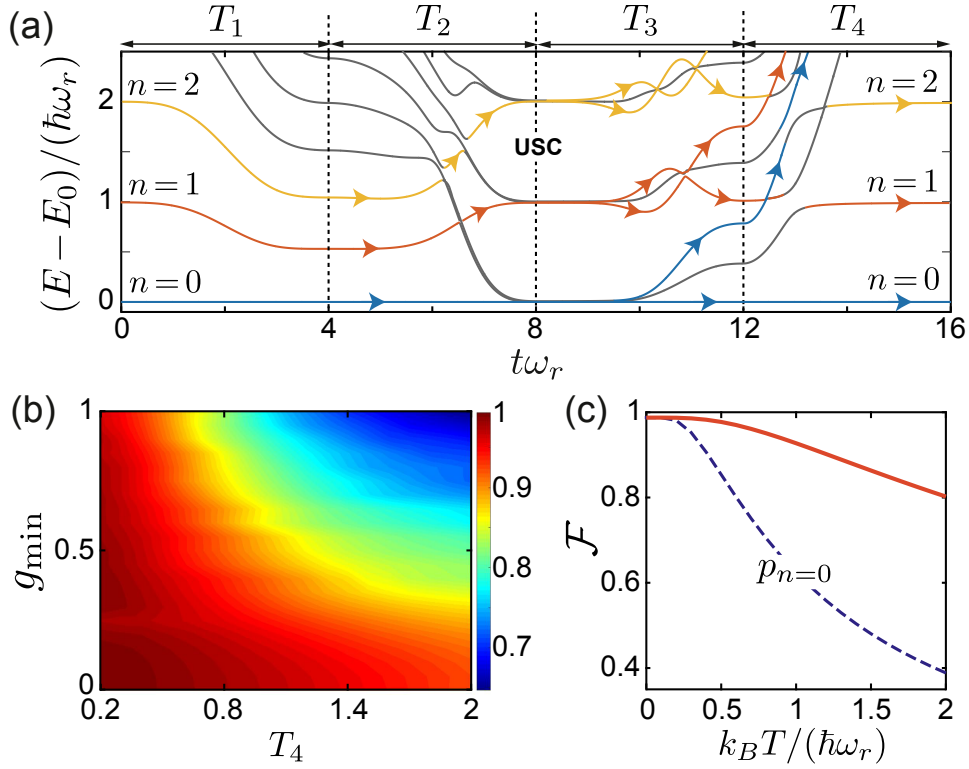 (a)
T₁ T₂ T₃ T₄
(E − E₀)/(ħωᵣ)
2
1
0
n=2
n=1
n=0
USC
n=2
n=1
n=0
0 4 8 12 16
tωᵣ
(b)
g_min
1
0.5
0
0.2 0.8 1.4 2
T₄
1
0.9
0.8
0.7
(c)
ℱ
1
0.8
0.6
0.4
p_{n=0}
0 0.5 1 1.5 2
k_B T/(ħωᵣ)